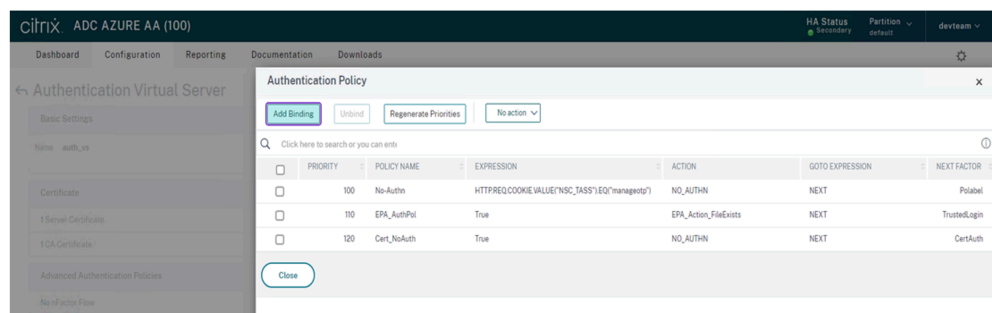 citrix. ADC AZURE AA (100)
HA Status
Secondary
Partition
default
devteam
Dashboard Configuration Reporting Documentation Downloads
Authentication Virtual Server
Basic Settings
Name auth_vs
Certificate
1 Server Certificate
1 CA Certificate
Advanced Authentication Policies
No nFactor Flow
Authentication Policy x
Add Binding Unbind Regenerate Priorities No action
Click here to search or you can ente
PRIORITY POLICY NAME EXPRESSION ACTION GOTO EXPRESSION NEXT FACTOR
100 No-Authn HTTP.REQ.COOKIE.VALUE("NSC_TASS").EQ("manageotp") NO_AUTHN NEXT Polabel
110 EPA_AuthPol True EPA_Action_FileExists NEXT TrustedLogin
120 Cert_NoAuth True NO_AUTHN NEXT CertAuth
Close